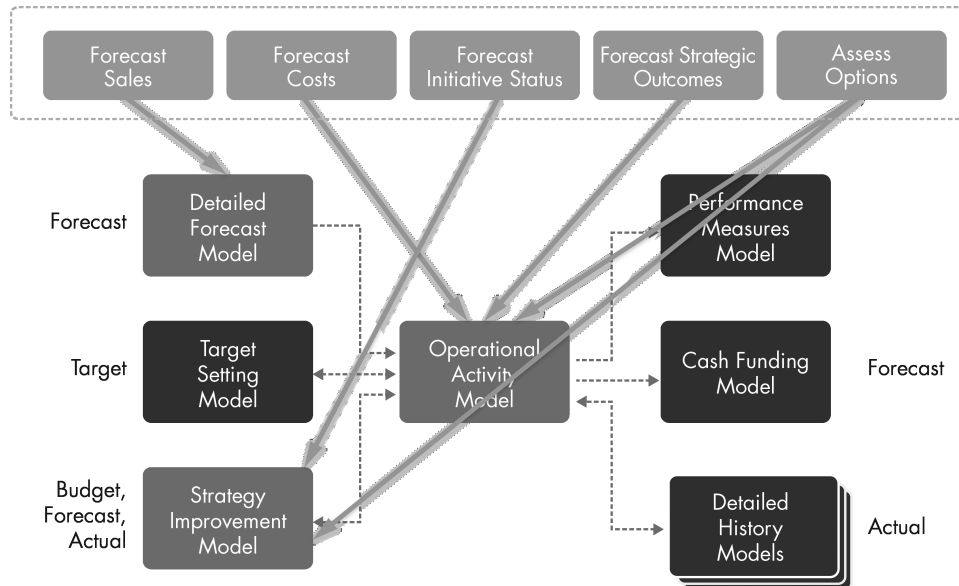 Forecast
Sales
Forecast
Costs
Forecast
Initiative Status
Forecast Strategic
Outcomes
Assess
Options
Forecast
Detailed
Forecast
Model
Performance
Measures
Model
Target
Target
Setting
Model
Operational
Activity
Model
Cash Funding
Model
Forecast
Budget,
Forecast,
Actual
Strategy
Improvement
Model
Detailed
History
Models
Actual